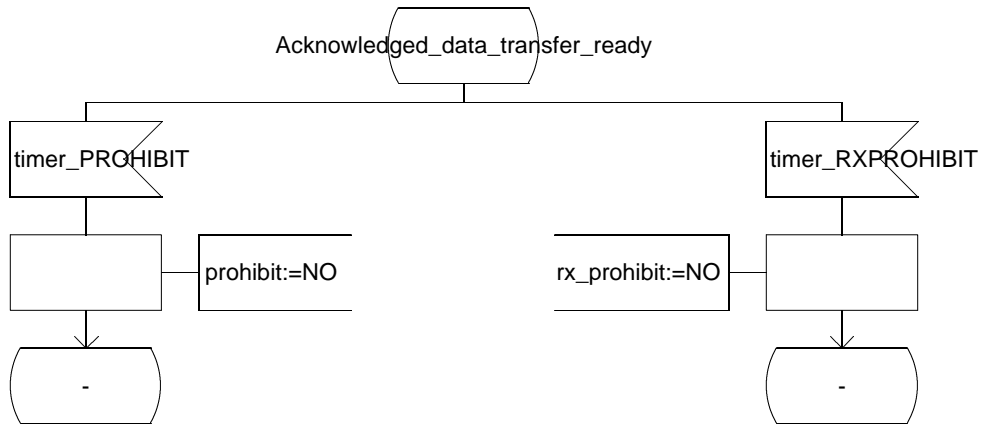 Acknowledged_data_transfer_ready
timer_PROHIBIT
timer_RXPROHIBIT
prohibit:=NO
rx_prohibit:=NO
-
-